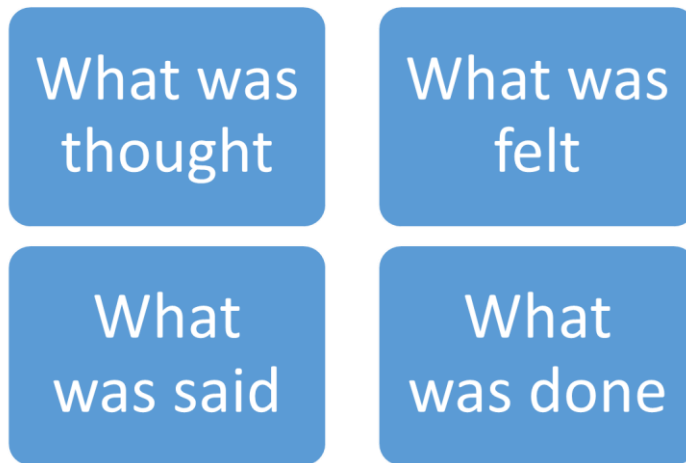 What was
thought
What was
felt
What
was said
What
was done